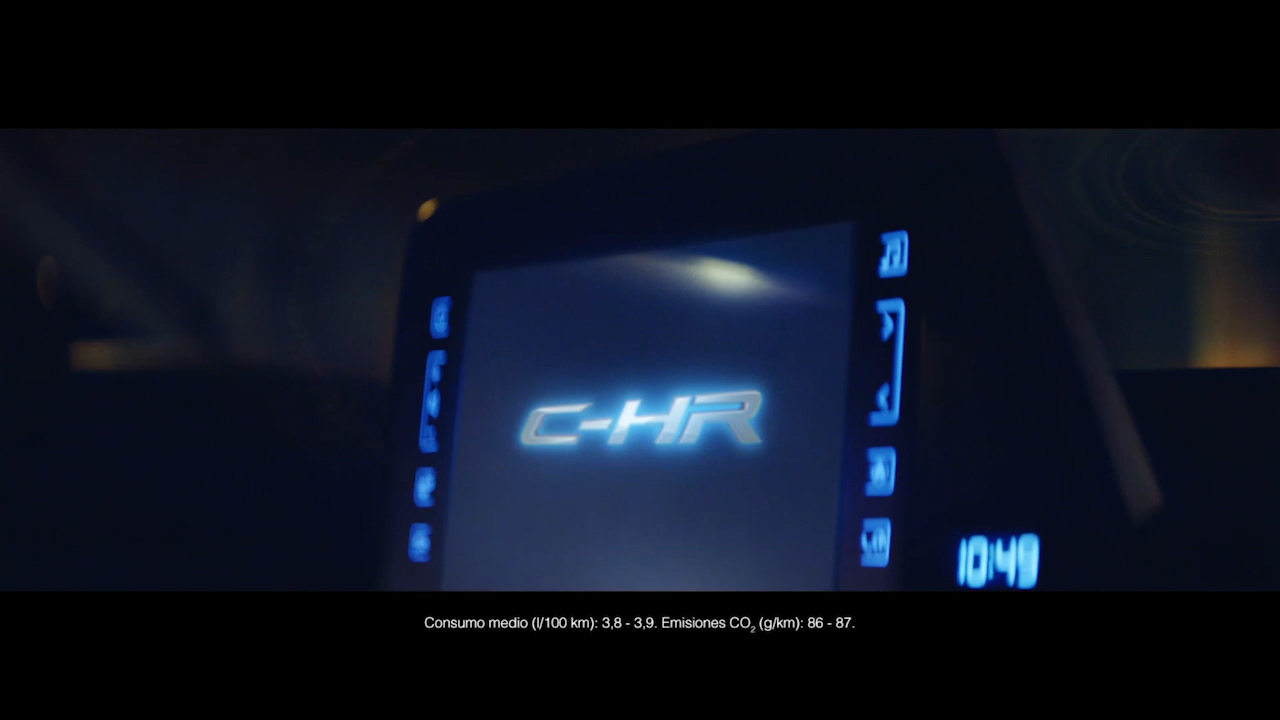 C-HR
10:49
Consumo medio (l/100 km): 3,8 - 3,9. Emisiones CO₂ (g/km): 86 - 87.